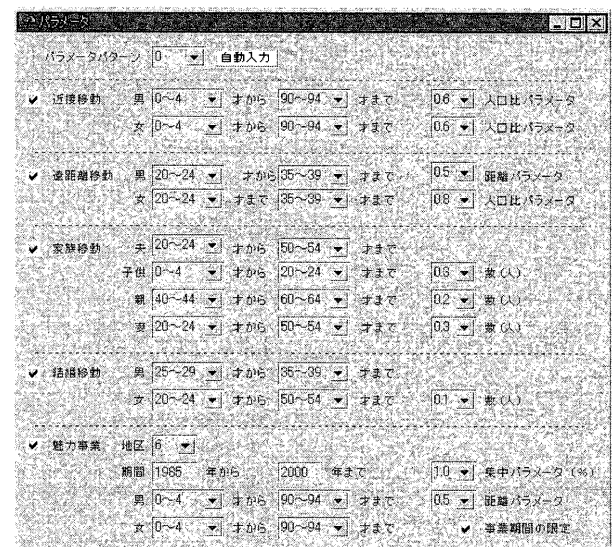 パラメータ
パラメータパターン 0 自動入力
近接移動 男 0~4 才から 90~94 才まで 0.6 人口比パラメータ
女 0~4 才から 90~94 才まで 0.6 人口比パラメータ
遠距離移動 男 20~24 才から 35~39 才まで 0.5 距離パラメータ
女 20~24 才まで 35~39 才まで 0.8 人口比パラメータ
家族移動 夫 20~24 才から 50~54 才まで
子供 0~4 才から 20~24 才まで 0.3 数(人)
親 40~44 才から 60~64 才まで 0.2 数(人)
妻 20~24 才から 50~54 才まで 0.3 数(人)
結婚移動 男 25~29 才から 35~39 才まで
女 20~24 才から 50~54 才まで 0.1 数(人)
魅力事業 地区 6
期間 1985 年から 2000 年まで 1.0 集中パラメータ(%)
男 0~4 才から 90~94 才まで 0.5 距離パラメータ
女 0~4 才から 90~94 才まで 事業期間の限定